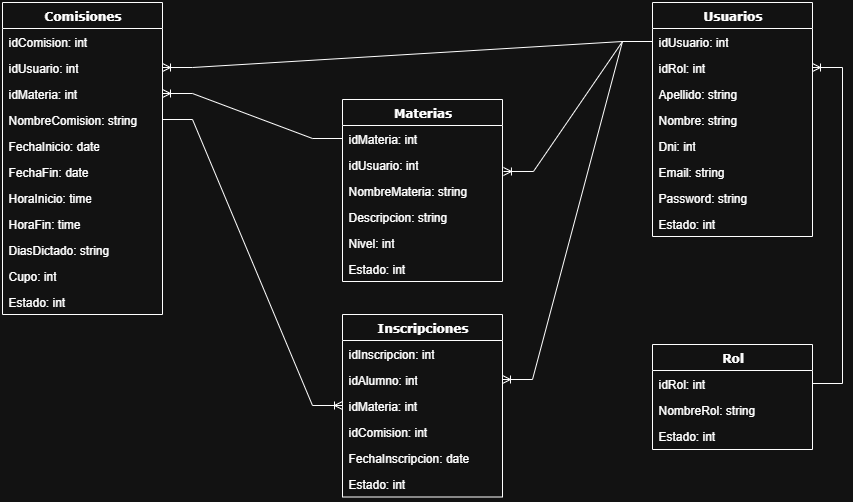 Comisiones
idComision: int
idUsuario: int
idMateria: int
NombreComision: string
FechaInicio: date
FechaFin: date
HoraInicio: time
HoraFin: time
DiasDictado: string
Cupo: int
Estado: int
Materias
idMateria: int
idUsuario: int
NombreMateria: string
Descripcion: string
Nivel: int
Estado: int
Inscripciones
idInscripcion: int
idAlumno: int
idMateria: int
idComision: int
FechaInscripcion: date
Estado: int
Usuarios
idUsuario: int
idRol: int
Apellido: string
Nombre: string
Dni: int
Email: string
Password: string
Estado: int
Rol
idRol: int
NombreRol: string
Estado: int